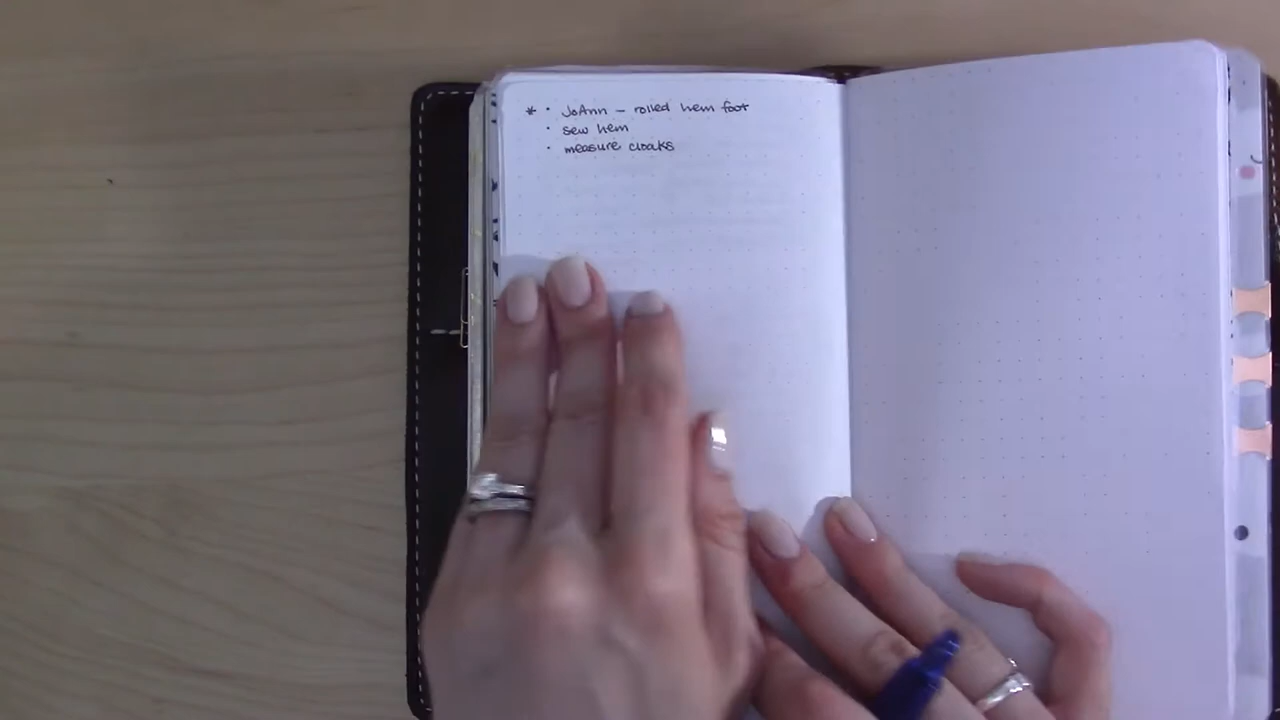 * • JoAnn – rolled hem foot
• sew hem
• measure cloaks